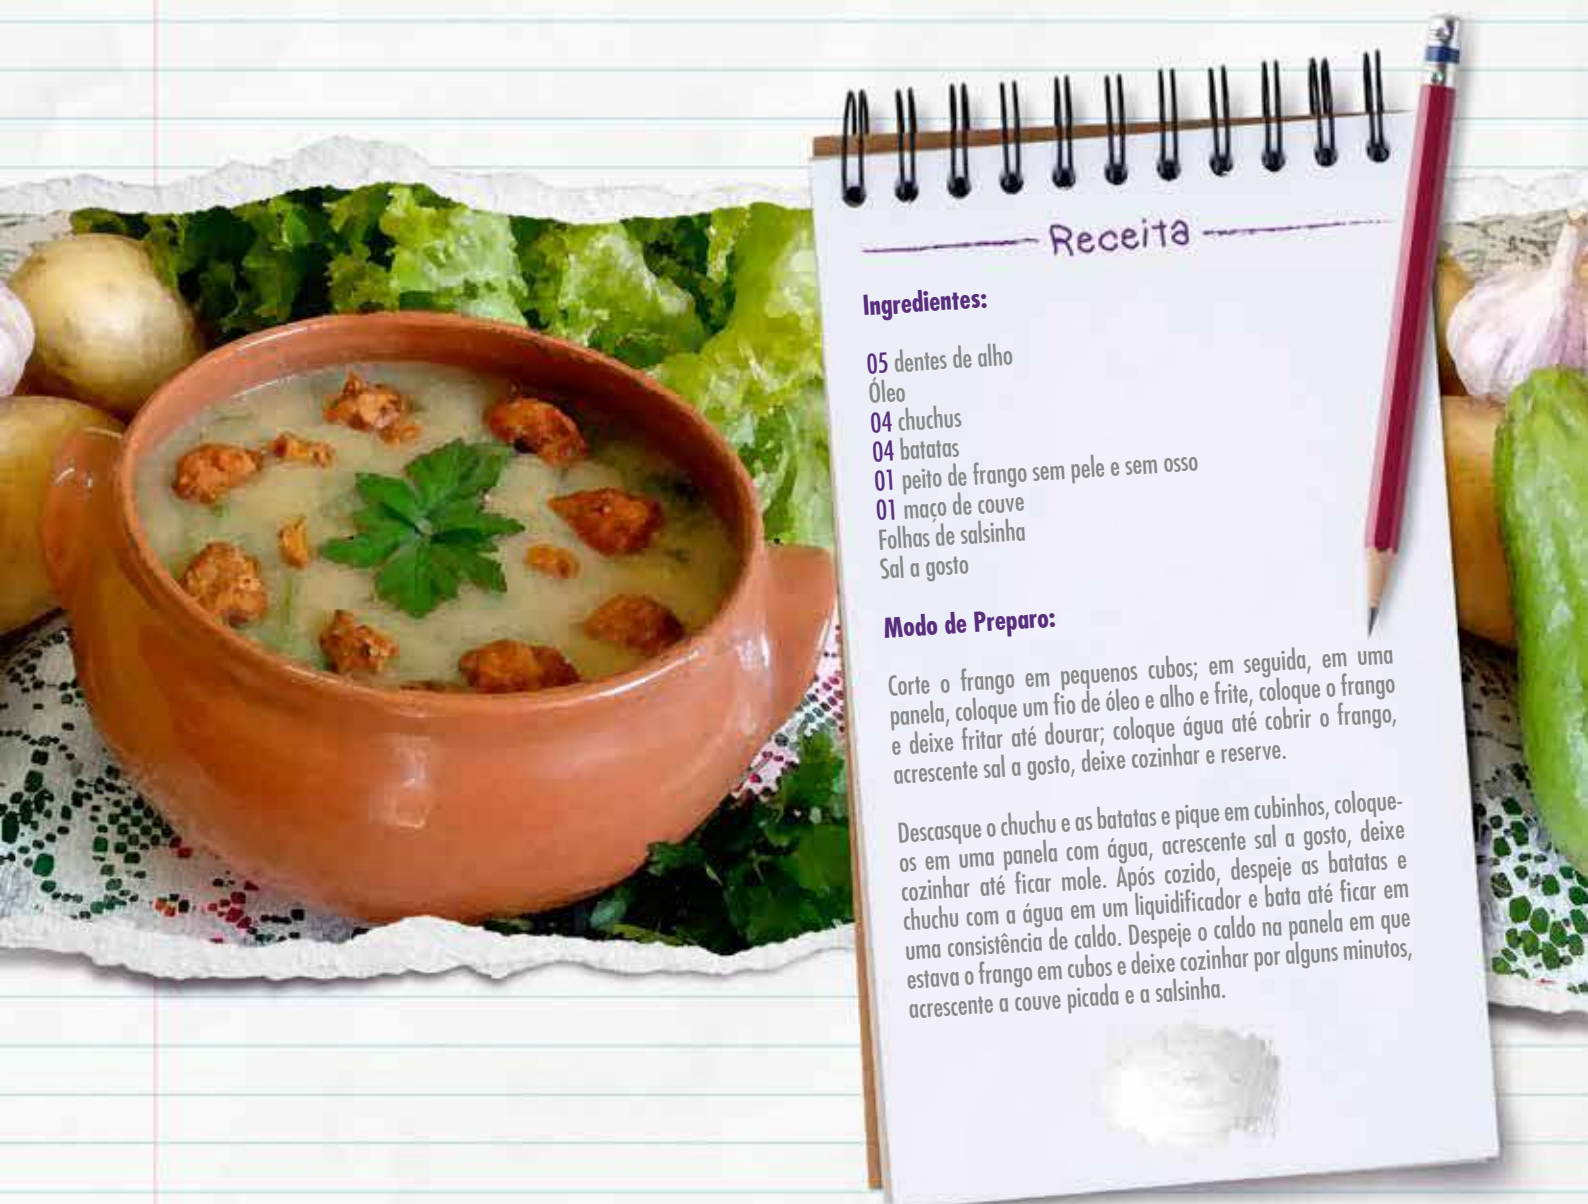 Receita
Ingredientes:
05 dentes de alho
Óleo
04 chuchus
04 batatas
01 peito de frango sem pele e sem osso
01 maço de couve
Folhas de salsinha
Sal a gosto
Modo de Preparo:
Corte o frango em pequenos cubos; em seguida, em uma
panela, coloque um fio de óleo e alho e frite, coloque o frango
e deixe fritar até dourar; coloque água até cobrir o frango,
acrescente sal a gosto, deixe cozinhar e reserve.
Descasque o chuchu e as batatas e pique em cubinhos, coloque-
os em uma panela com água, acrescente sal a gosto, deixe
cozinhar até ficar mole. Após cozido, despeje as batatas e
chuchu com a água em um liquidificador e bata até ficar em
uma consistência de caldo. Despeje o caldo na panela em que
estava o frango em cubos e deixe cozinhar por alguns minutos,
acrescente a couve picada e a salsinha.